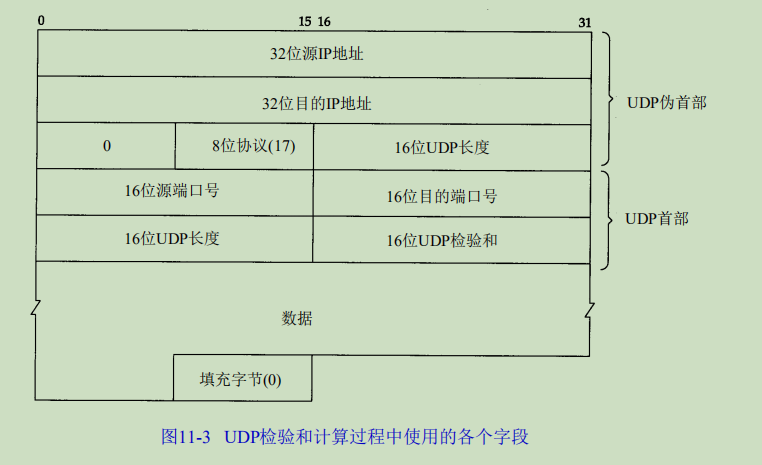 0 15 16 31
32位源IP地址
32位目的IP地址
UDP伪首部
0 8位协议(17) 16位UDP长度
16位源端口号 16位目的端口号
UDP首部
16位UDP长度 16位UDP检验和
数据
填充字节(0)
图11-3 UDP检验和计算过程中使用的各个字段